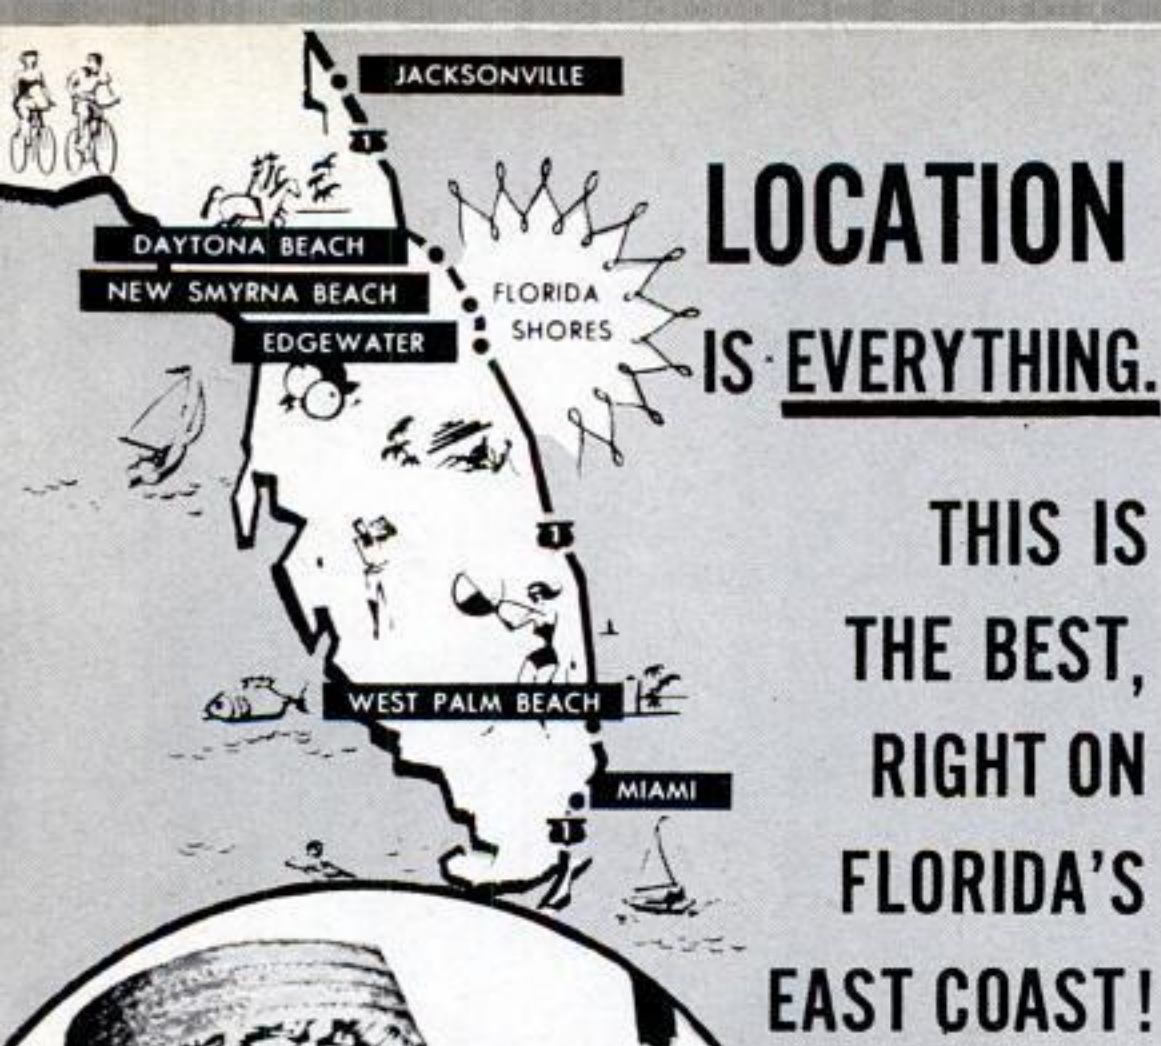 JACKSONVILLE
1
LOCATION
DAYTONA BEACH
NEW SMYRNA BEACH
FLORIDA
SHORES
EDGEWATER
IS EVERYTHING.
1
THIS IS
THE BEST,
RIGHT ON
FLORIDA'S
EAST COAST!
WEST PALM BEACH
MIAMI
1